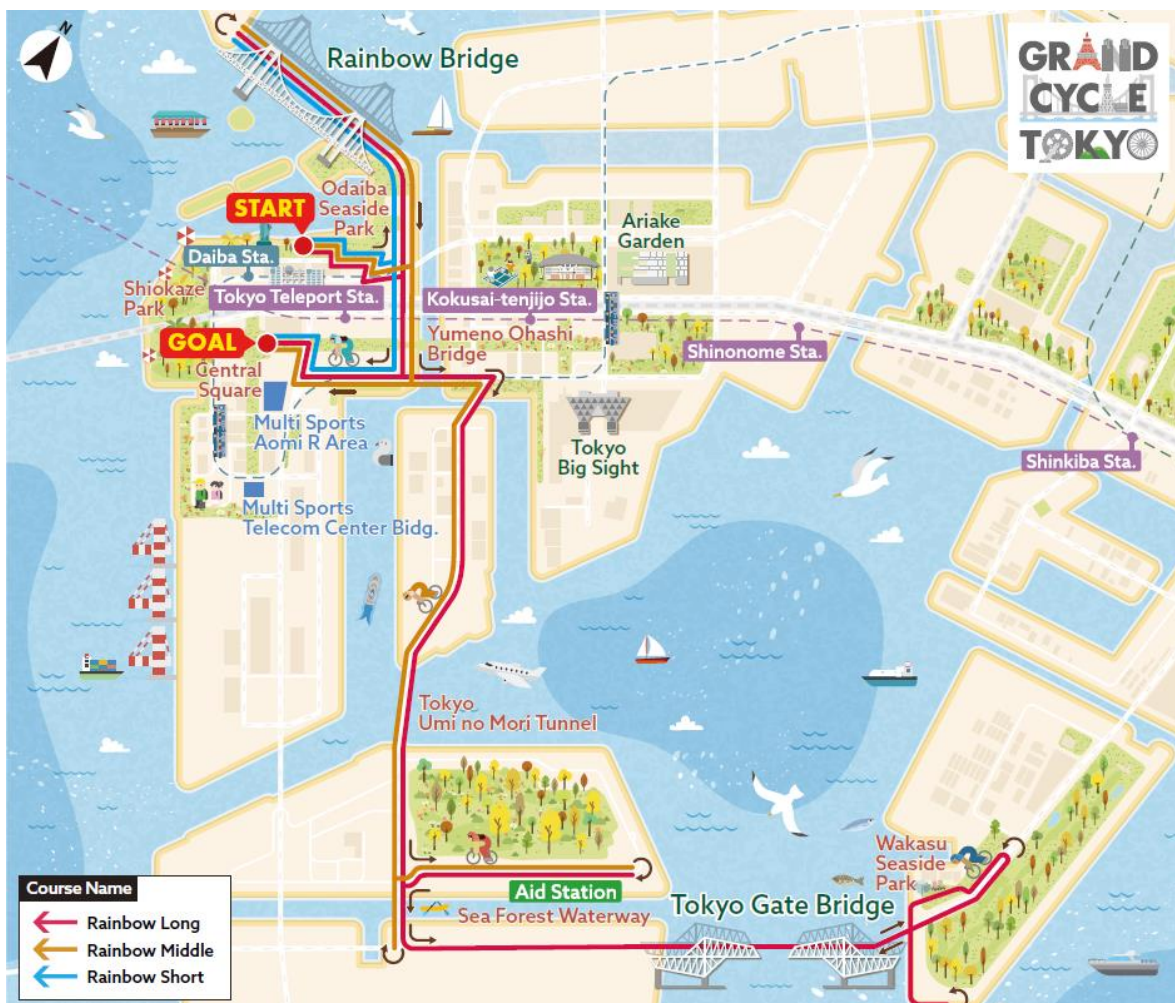 N
Rainbow Bridge
GRAND
CYCLE
TOKYO
Odaiba
Seaside
Park
START
Daiba Sta.
Ariake
Garden
Shiokaze
Park
Tokyo Teleport Sta.
Kokusai-tenjijo Sta.
GOAL
Yumeno Ohashi
Bridge
Shinonome Sta.
Central
Square
Multi Sports
Aomi R Area
Tokyo
Big Sight
Shinkiba Sta.
Multi Sports
Telecom Center Bidg.
Tokyo
Umi no Mori Tunnel
Wakasu
Seaside
Park
Aid Station
Sea Forest Waterway
Tokyo Gate Bridge
Course Name
Rainbow Long
Rainbow Middle
Rainbow Short